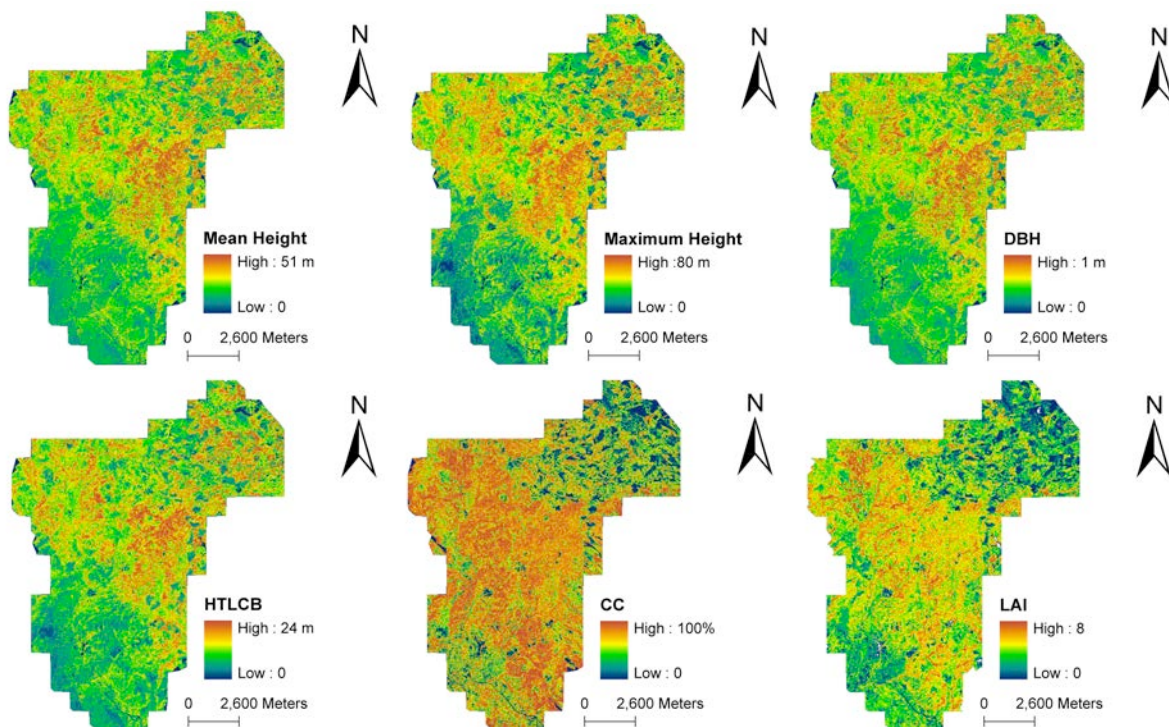 N
N
N
Mean Height
High : 51 m
Low : 0
0 2,600 Meters
Maximum Height
High :80 m
Low : 0
0 2,600 Meters
DBH
High : 1 m
Low : 0
0 2,600 Meters
N
N
N
HTLCB
High : 24 m
Low : 0
0 2,600 Meters
CC
High : 100%
Low : 0
0 2,600 Meters
LAI
High : 8
Low : 0
0 2,600 Meters